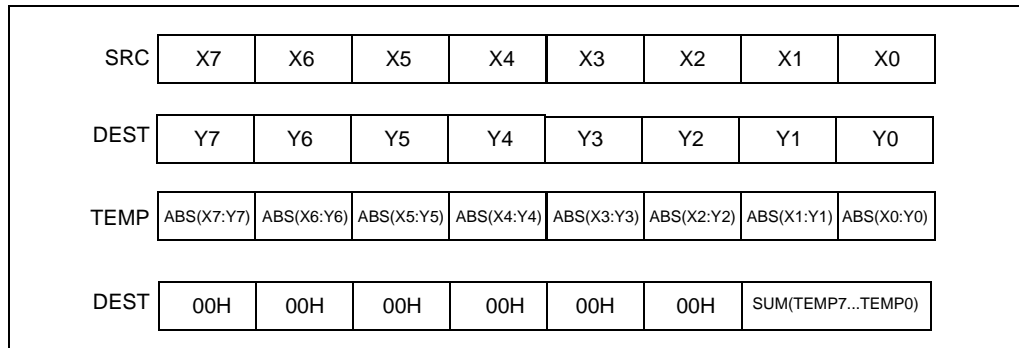 SRC X7 X6 X5 X4 X3 X2 X1 X0
DEST Y7 Y6 Y5 Y4 Y3 Y2 Y1 Y0
TEMP ABS(X7:Y7) ABS(X6:Y6) ABS(X5:Y5) ABS(X4:Y4) ABS(X3:Y3) ABS(X2:Y2) ABS(X1:Y1) ABS(X0:Y0)
DEST 00H 00H 00H 00H 00H 00H SUM(TEMP7...TEMP0)